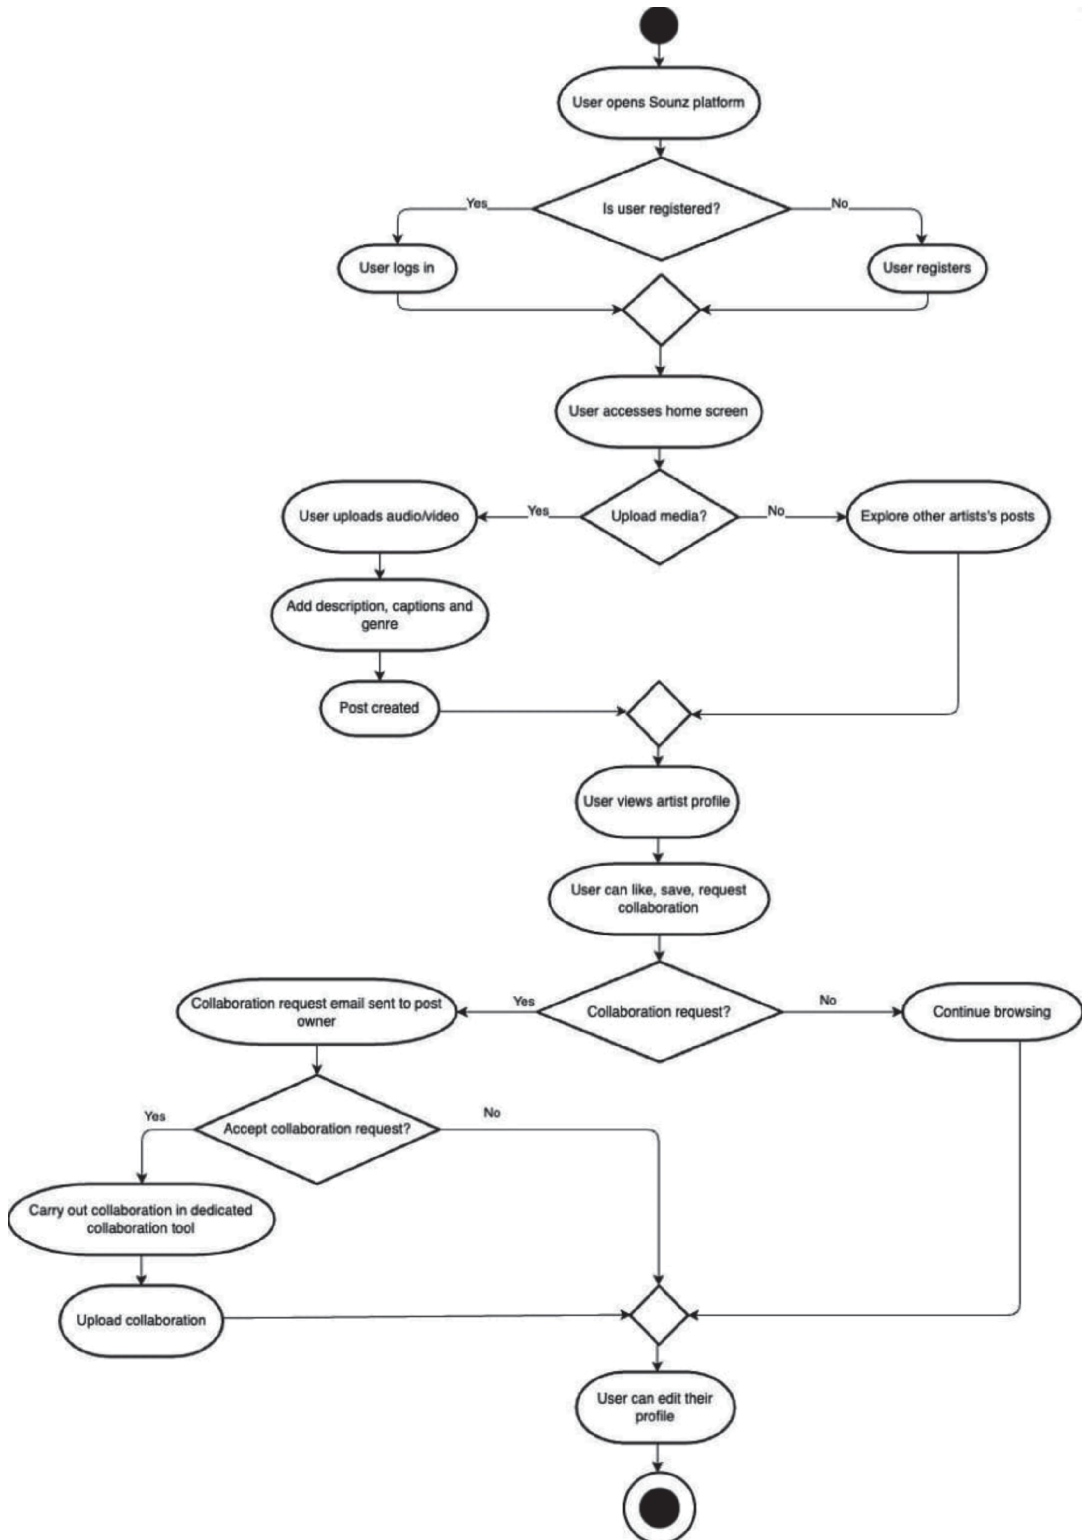 User opens Sounz platform
Is user registered?
Yes
No
User logs in
User registers
User accesses home screen
User uploads audio/video
Yes
Upload media?
No
Explore other artists's posts
Add description, captions and
genre
Post created
User views artist profile
User can like, save, request
collaboration
Collaboration request email sent to post
owner
Yes
Collaboration request?
No
Continue browsing
Yes
Accept collaboration request?
No
Carry out collaboration in dedicated
collaboration tool
Upload collaboration
User can edit their
profile